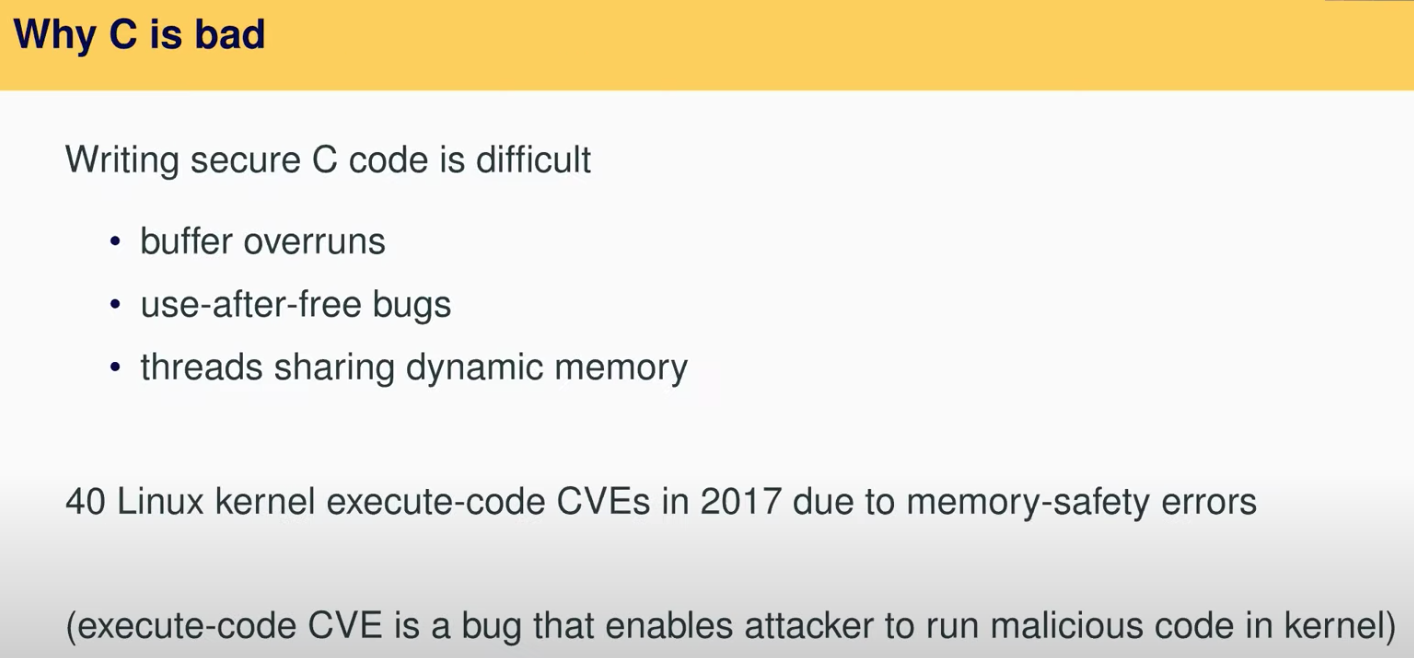 Why C is bad
Writing secure C code is difficult
• buffer overruns
• use-after-free bugs
• threads sharing dynamic memory
40 Linux kernel execute-code CVEs in 2017 due to memory-safety errors
(execute-code CVE is a bug that enables attacker to run malicious code in kernel)